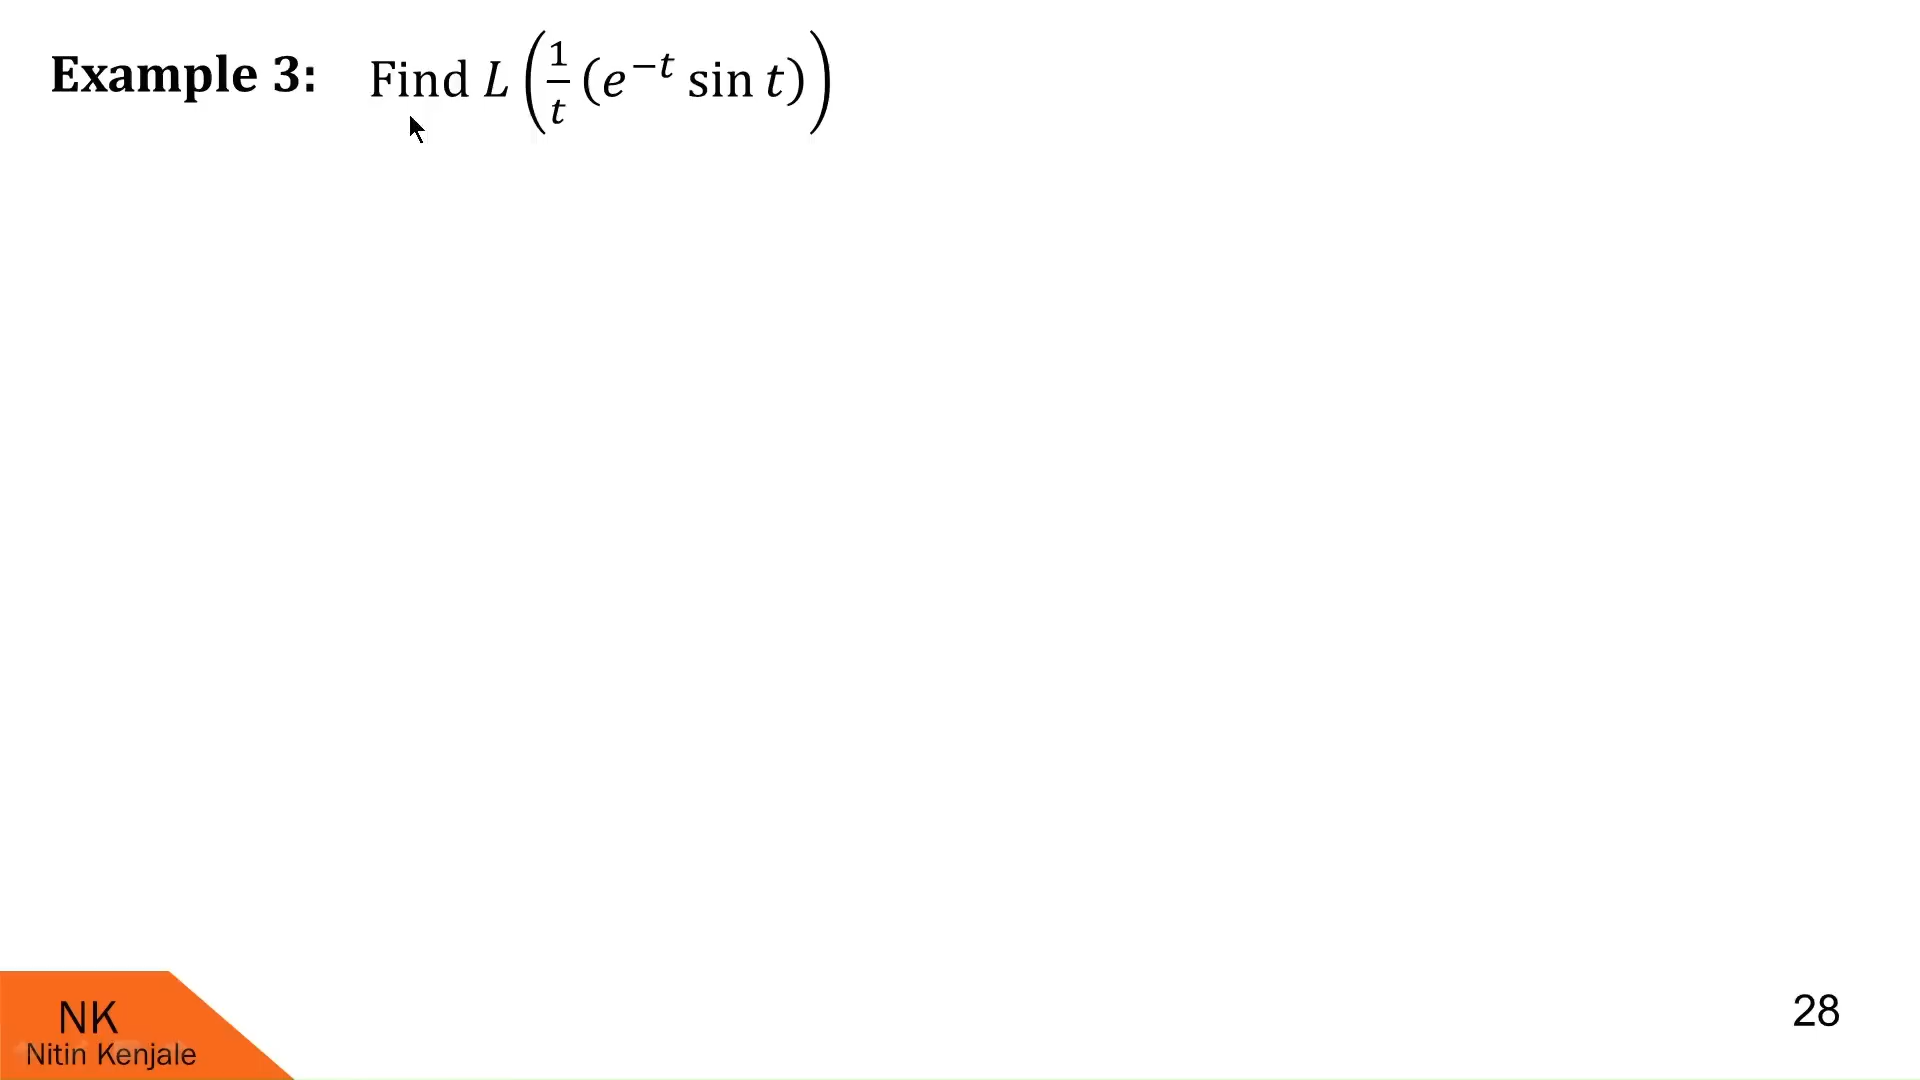 Example 3: Find L(1/t (e^{-t} sin t))
NK
Nitin Kenjale
28